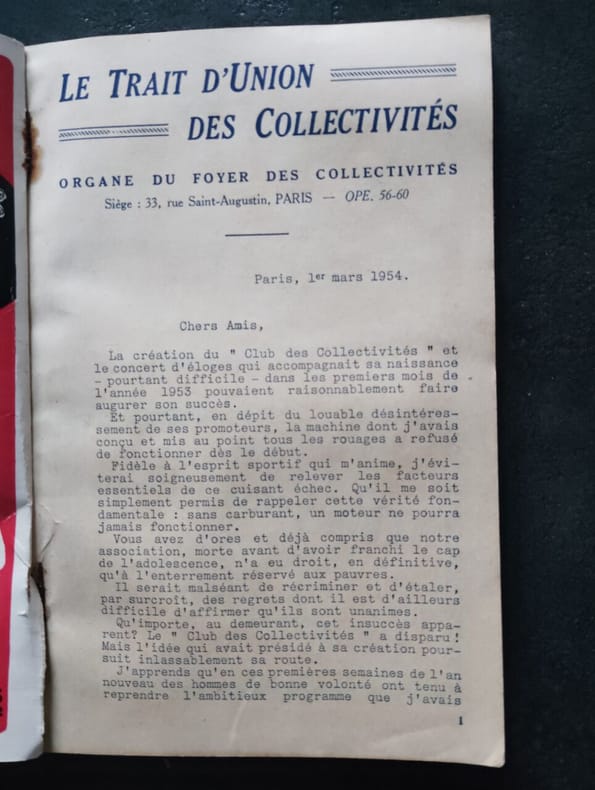 LE TRAIT D'UNION
DES COLLECTIVITÉS
ORGANE DU FOYER DES COLLECTIVITÉS
Siège : 33, rue Saint-Augustin, PARIS — OPE. 56-60
Paris, 1er mars 1954.
Chers Amis,
La création du " Club des Collectivités " et
le concert d'éloges qui accompagnait sa naissance
- pourtant difficile - dans les premiers mois de
l'année 1953 pouvaient raisonnablement faire
augurer son succès.
Et pourtant, en dépit du louable désintéres-
sement de ses promoteurs, la machine dont j'avais
conçu et mis au point tous les rouages a refusé
de fonctionner dès le début.
Fidèle à l'esprit sportif qui m'anime, j'évi-
terai soigneusement de relever les facteurs
essentiels de ce cuisant échec. Qu'il me soit
simplement permis de rappeler cette vérité fon-
damentale : sans carburant, un moteur ne pourra
jamais fonctionner.
Vous avez d'ores et déjà compris que notre
association, morte avant d'avoir franchi le cap
de l'adolescence, n'a eu droit, en définitive,
qu'à l'enterrement réservé aux pauvres.
Il serait malséant de récriminer et d'étaler,
par surcroît, des regrets dont il est d'ailleurs
difficile d'affirmer qu'ils sont unanimes.
Qu'importe, au demeurant, cet insuccès appa-
rent? Le " Club des Collectivités " a disparu !
Mais l'idée qui avait présidé à sa création pour-
suit inlassablement sa route.
J'apprends qu'en ces premières semaines de l'an
nouveau des hommes de bonne volonté ont tenu à
reprendre l'ambitieux programme que j'avais
1